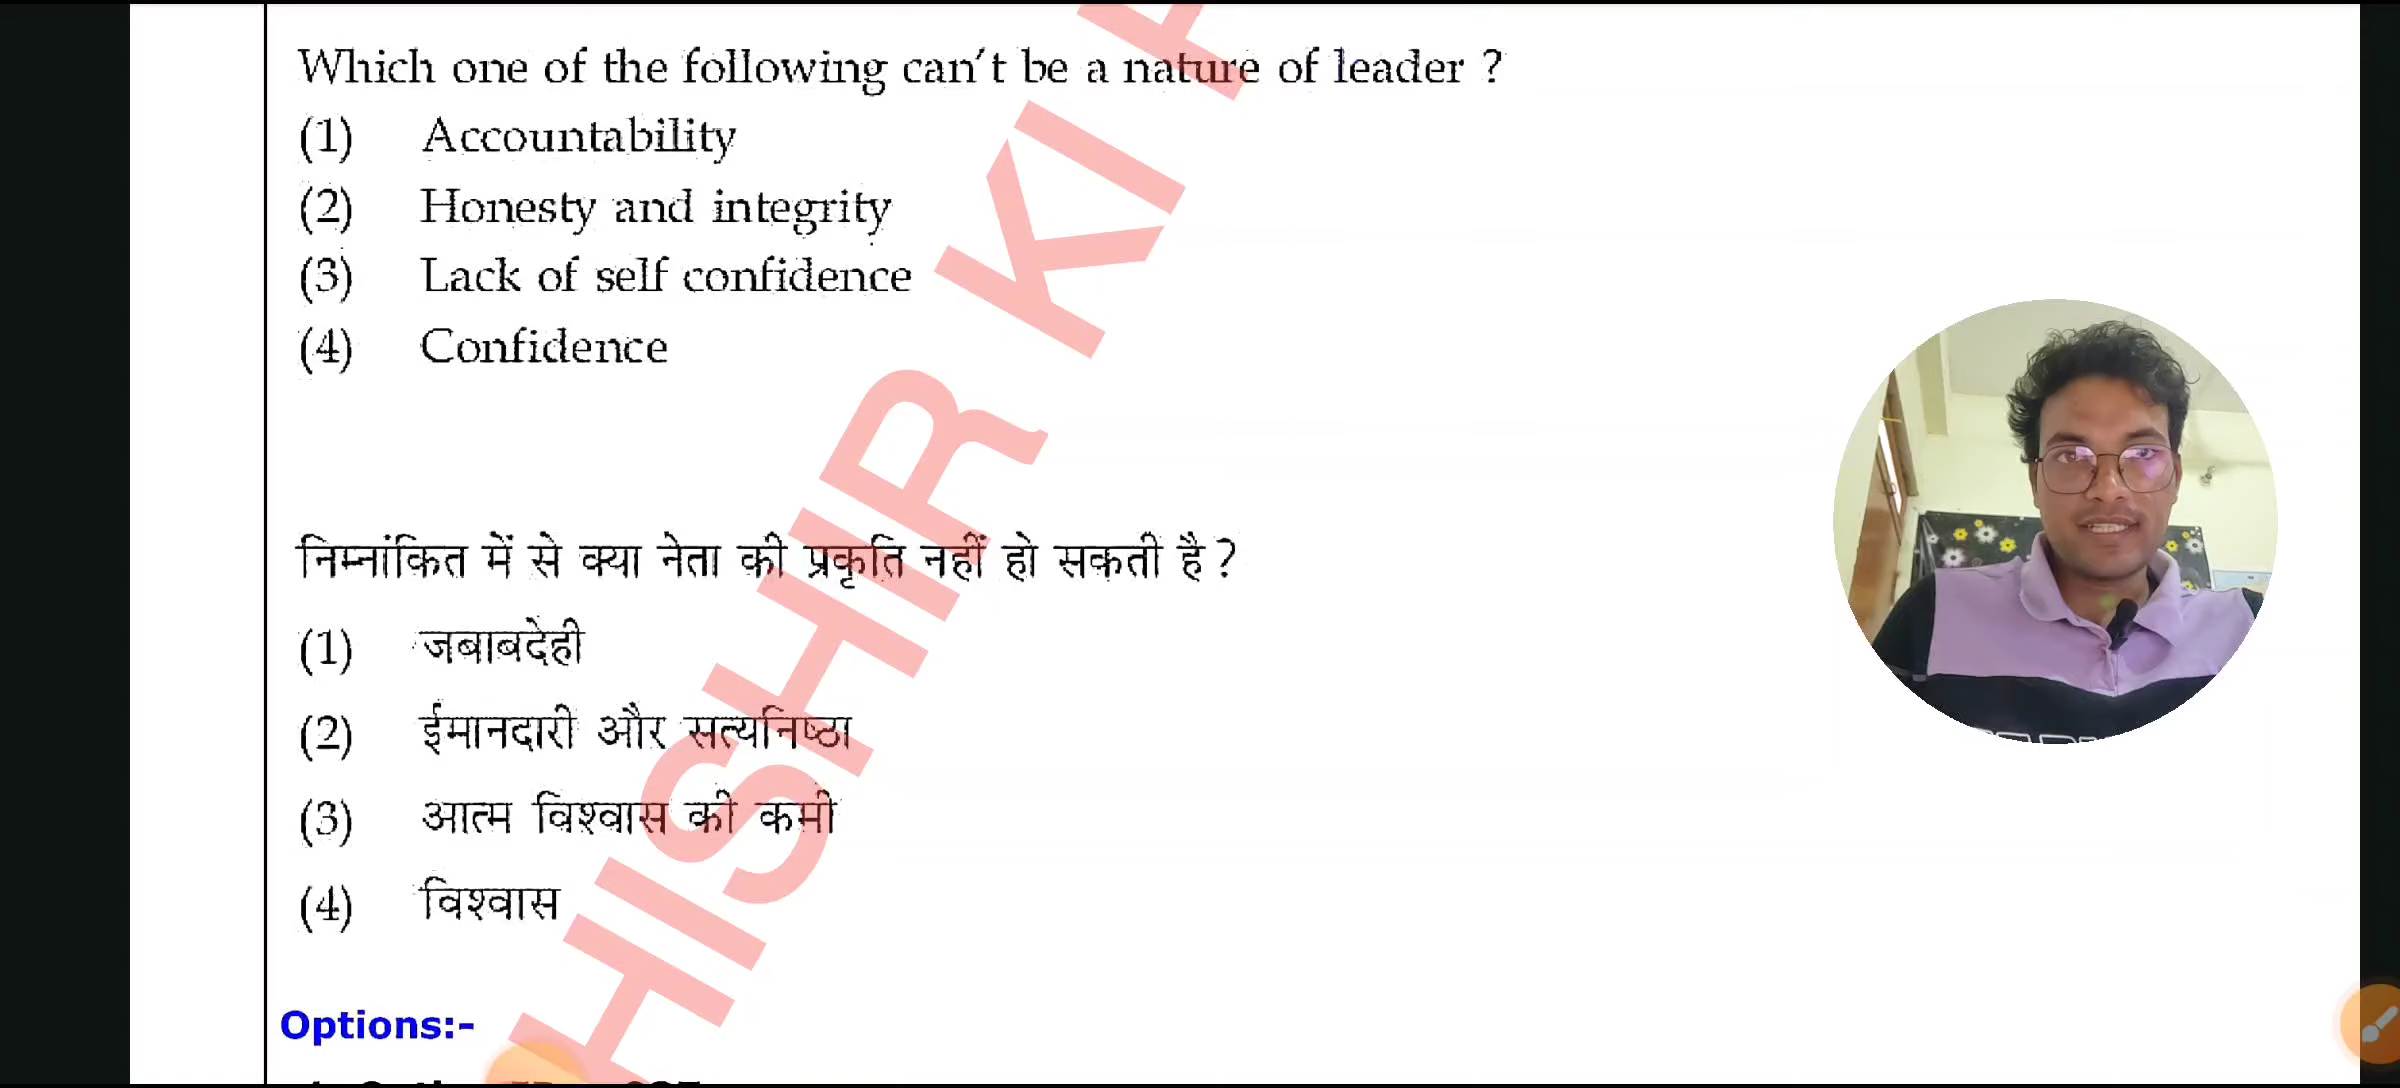 Which one of the following can't be a nature of leader ?
(1) Accountability
(2) Honesty and integrity
(3) Lack of self confidence
(4) Confidence
निम्नांकित में से क्या नेता की प्रकृति नहीं हो सकती है ?
(1) जबाबदेही
(2) ईमानदारी और सत्यनिष्ठा
(3) आत्म विश्वास की कमी
(4) विश्वास
Options:-
HISHIR KI